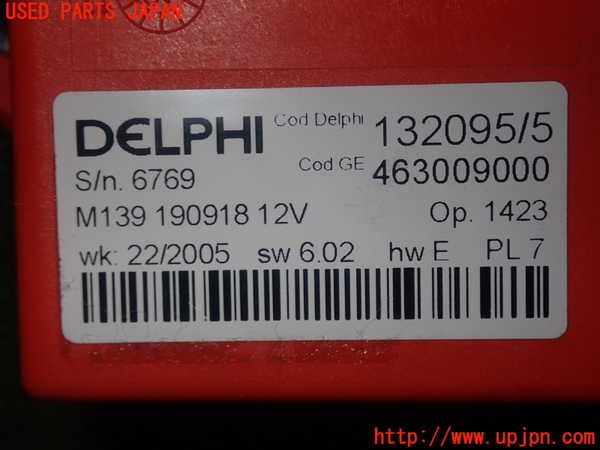 USED PARTS JAPAN
DELPHI Cod Delphi 132095/5
S/n. 6769 Cod GE 463009000
M139 190918 12V Op. 1423
wk: 22/2005 sw 6.02 hw E PL 7
http://www.upjpn.com/